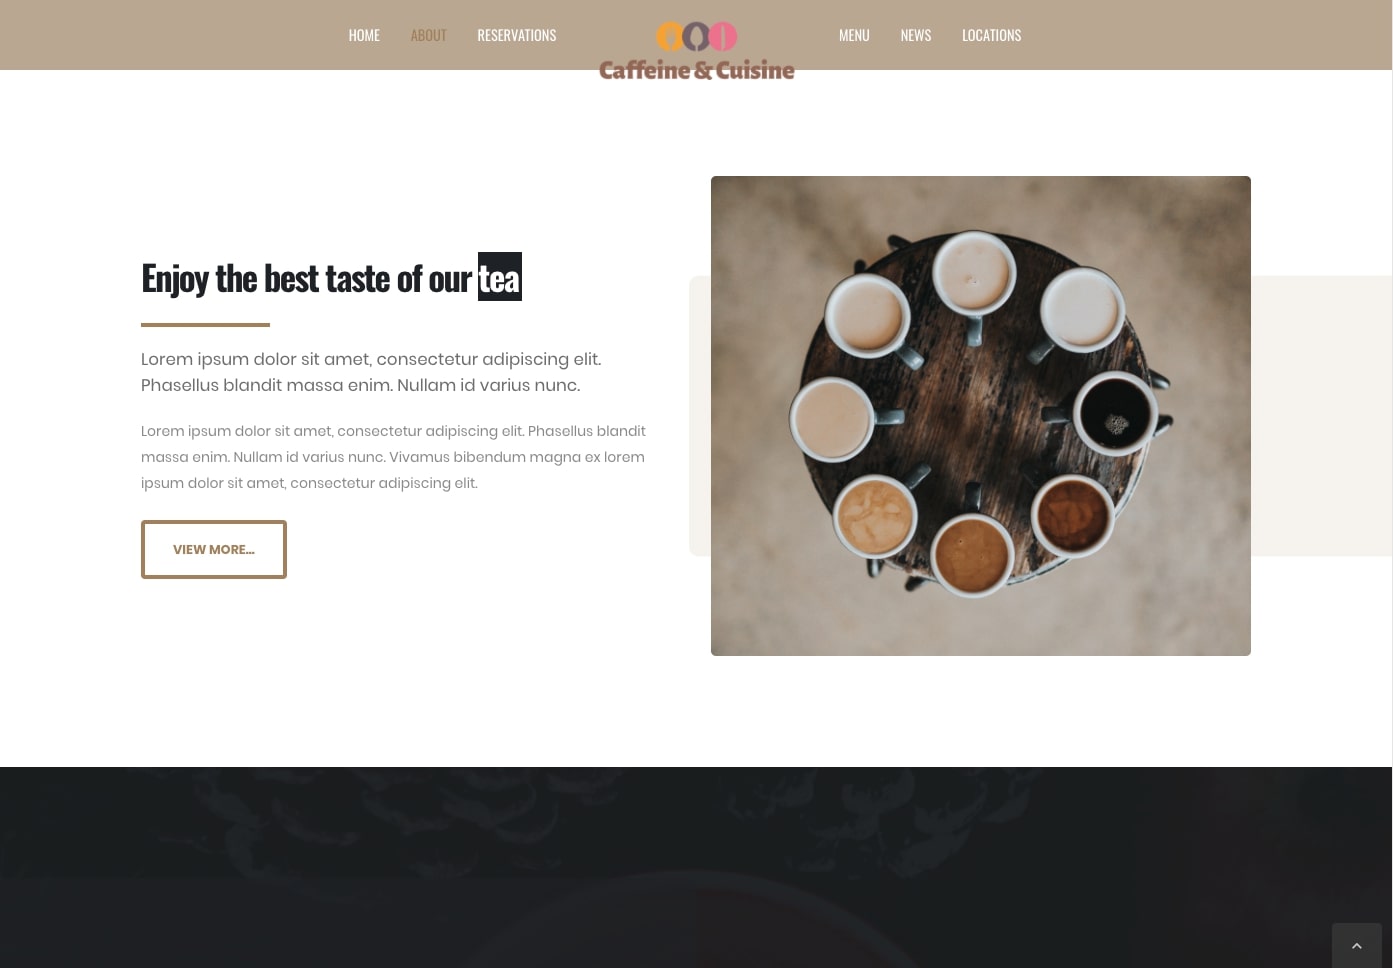 HOME ABOUT RESERVATIONS
Caffeine & Cuisine
MENU NEWS LOCATIONS
Enjoy the best taste of our tea
Lorem ipsum dolor sit amet, consectetur adipiscing elit.
Phasellus blandit massa enim. Nullam id varius nunc.
Lorem ipsum dolor sit amet, consectetur adipiscing elit. Phasellus blandit
massa enim. Nullam id varius nunc. Vivamus bibendum magna ex lorem
ipsum dolor sit amet, consectetur adipiscing elit.
VIEW MORE...